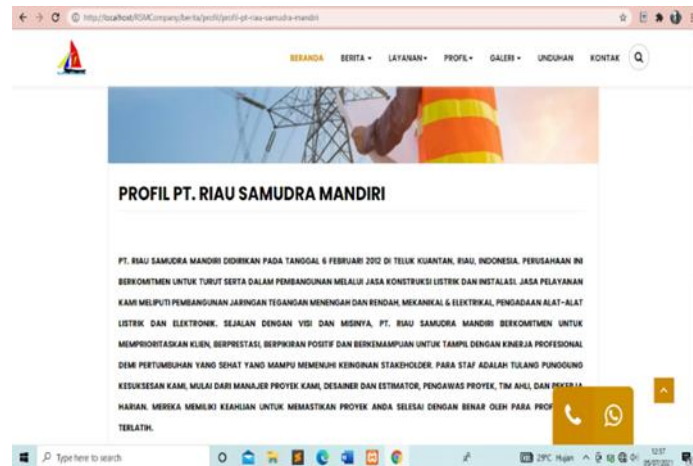 http://localhost/RSMCompany/berita/profil/profil-pt-riau-samudra-mandiri
BERANDA BERITA LAYANAN PROFIL GALERI UNDUHAN KONTAK
PROFIL PT. RIAU SAMUDRA MANDIRI
PT. RIAU SAMUDRA MANDIRI DIDIRIKAN PADA TANGGAL 6 FEBRUARI 2012 DI TELUK KUANTAN, RIAU, INDONESIA. PERUSAHAAN INI
BERKOMITMEN UNTUK TURUT SERTA DALAM PEMBANGUNAN MELALUI JASA KONSTRUKSI LISTRIK DAN INSTALASI. JASA PELAYANAN
KAMI MELIPUTI PEMBANGUNAN JARINGAN TEGANGAN MENENGAH DAN RENDAH, MEKANIKAL & ELEKTRIKAL, PENGADAAN ALAT-ALAT
LISTRIK DAN ELEKTRONIK. SEJALAN DENGAN VISI DAN MISINYA, PT. RIAU SAMUDRA MANDIRI BERKOMITMEN UNTUK
MEMPRIORITASKAN KLIEN, BERPRESTASI, BERPIKIRAN POSITIF DAN BERKEMAMPUAN UNTUK TAMPIL DENGAN KINERJA PROFESIONAL
DEMI PERTUMBUHAN YANG SEHAT YANG MAMPU MEMENUHI KEINGINAN STAKEHOLDER. PARA STAF ADALAH TULANG PUNGGUNG
KESUKSESAN KAMI, MULAI DARI MANAJER PROYEK KAMI, DESAINER DAN ESTIMATOR, PENGAWAS PROYEK, TIM AHLI, DAN PEKERJA
HARIAN. MEREKA MEMILIKI KEAHLIAN UNTUK MEMASTIKAN PROYEK ANDA SELESAI DENGAN BENAR OLEH PARA
TERLATIH.
Type here to search
29°C Hujan
12:57
25/07/2021